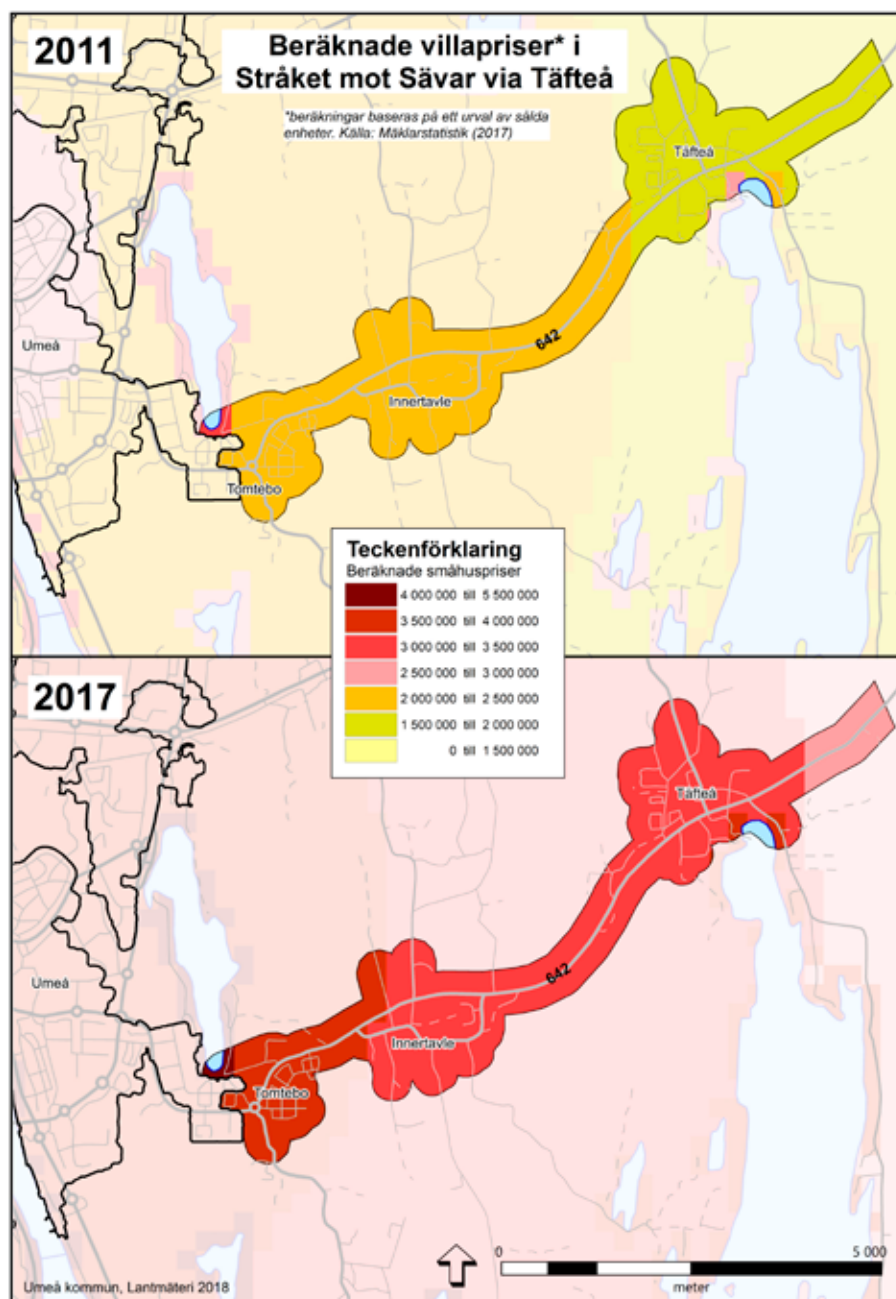 2011
Beräknade villapriser* i
Stråket mot Sävar via Täfteå
*beräkningar baseras på ett urval av sålda
enheter. Källa: Mäklarstatistik (2017)
Täfteå
Umeå
642
Innertavle
Tomtebo
Teckenförklaring
Beräknade småhuspriser
4 000 000 till 5 500 000
3 500 000 till 4 000 000
3 000 000 till 3 500 000
2 500 000 till 3 000 000
2 000 000 till 2 500 000
1 500 000 till 2 000 000
0 till 1 500 000
2017
Täfteå
642
Umeå
Innertavle
Tomtebo
0 5 000
meter
Umeå kommun, Lantmäteri 2018